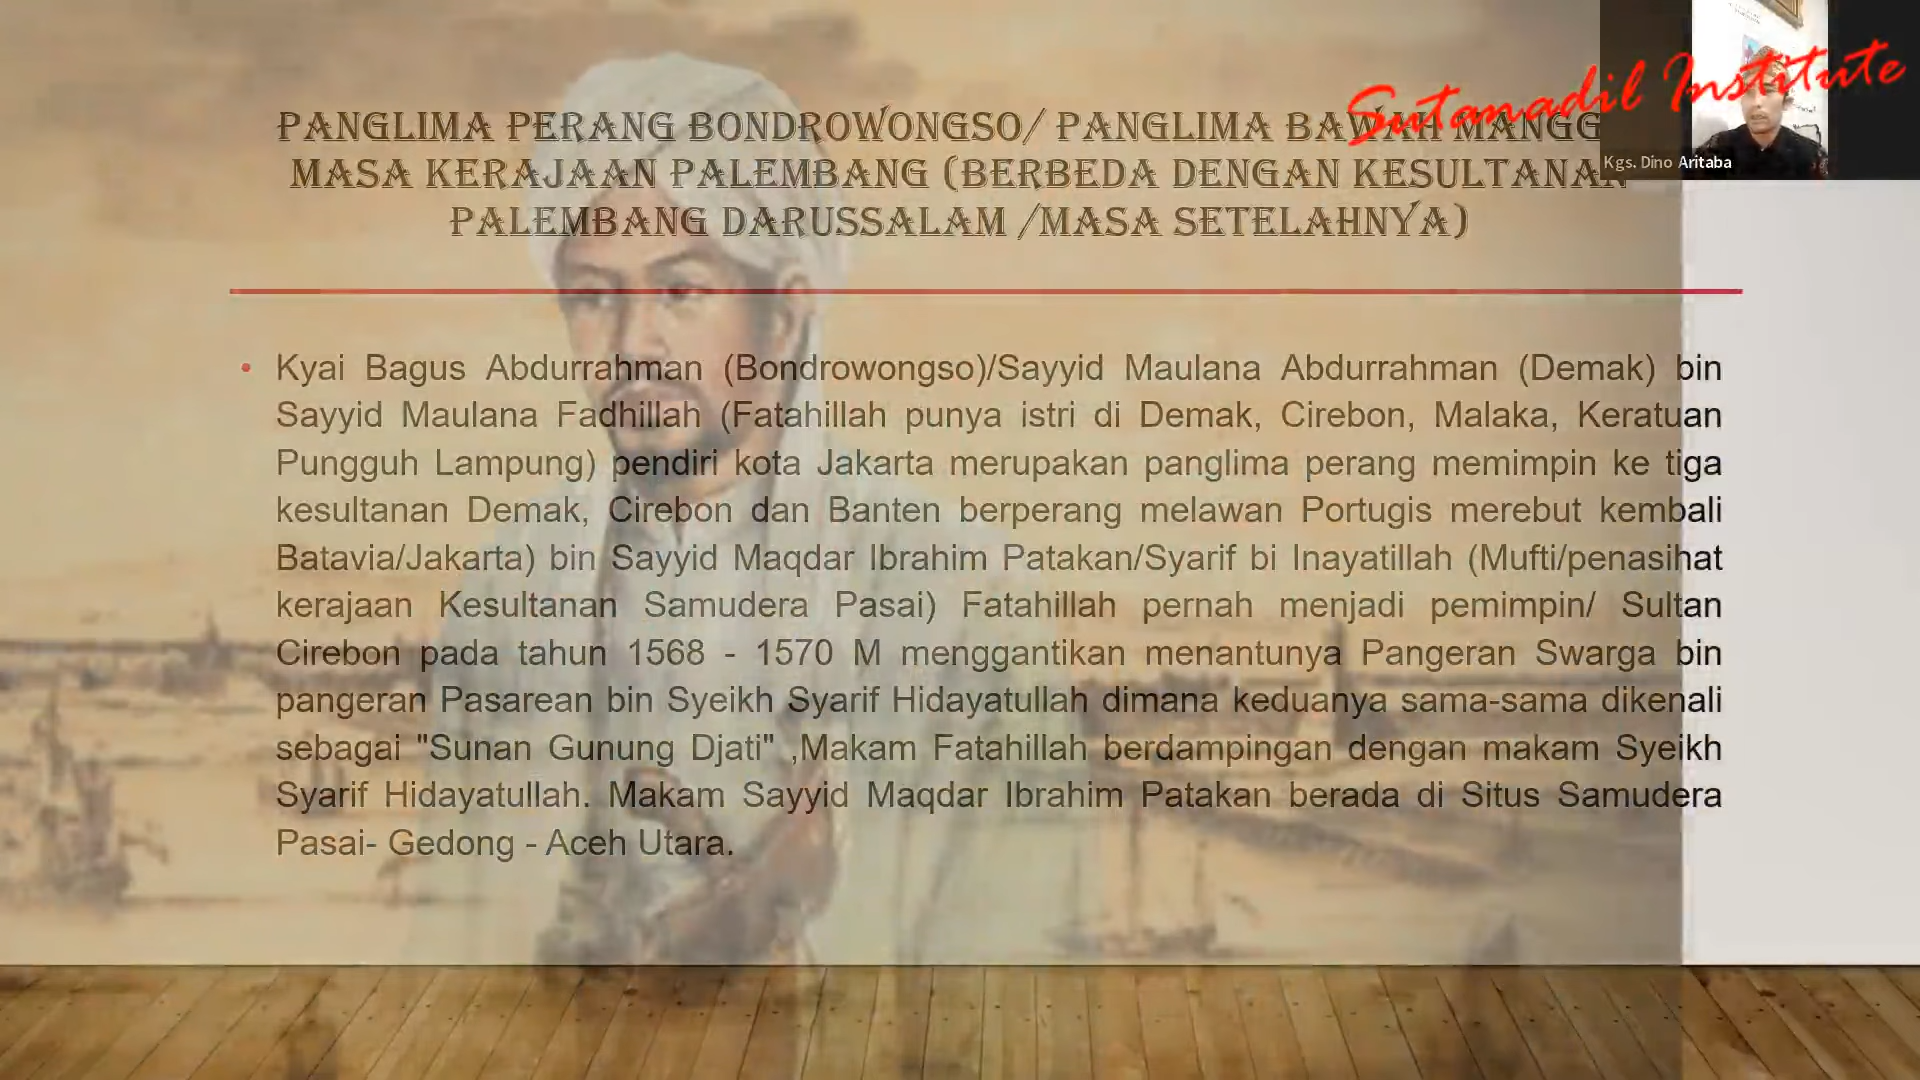 PANGLIMA PERANG BONDROWONGSO/ PANGLIMA BAWAH MANGG
MASA KERAJAAN PALEMBANG (BERBEDA DENGAN KESULTANAN
PALEMBANG DARUSSALAM /MASA SETELAHNYA)
Sutanadil Institute
Kgs. Dino Aritaba
• Kyai Bagus Abdurrahman (Bondrowongso)/Sayyid Maulana Abdurrahman (Demak) bin
Sayyid Maulana Fadhillah (Fatahillah punya istri di Demak, Cirebon, Malaka, Keratuan
Pungguh Lampung) pendiri kota Jakarta merupakan panglima perang memimpin ke tiga
kesultanan Demak, Cirebon dan Banten berperang melawan Portugis merebut kembali
Batavia/Jakarta) bin Sayyid Maqdar Ibrahim Patakan/Syarif bi Inayatillah (Mufti/penasihat
kerajaan Kesultanan Samudera Pasai) Fatahillah pernah menjadi pemimpin/ Sultan
Cirebon pada tahun 1568 - 1570 M menggantikan menantunya Pangeran Swarga bin
pangeran Pasarean bin Syeikh Syarif Hidayatullah dimana keduanya sama-sama dikenali
sebagai "Sunan Gunung Djati" ,Makam Fatahillah berdampingan dengan makam Syeikh
Syarif Hidayatullah. Makam Sayyid Maqdar Ibrahim Patakan berada di Situs Samudera
Pasai- Gedong - Aceh Utara.